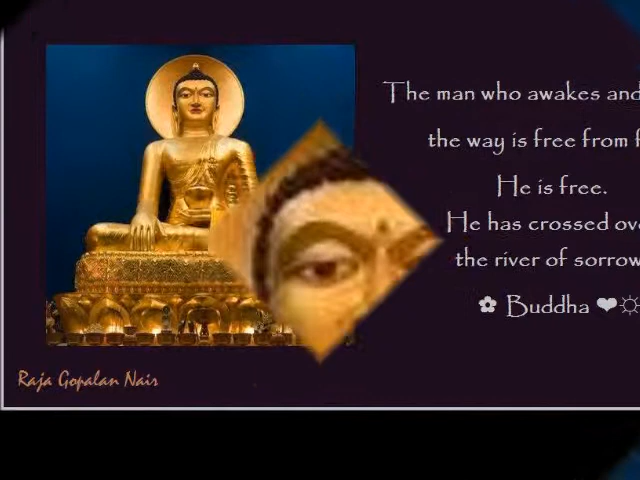 The man who awakes and
the way is free from
He is free.
He has crossed
the river of sorrow
✿ Buddha ❤☼
Raja Gopalan Nair